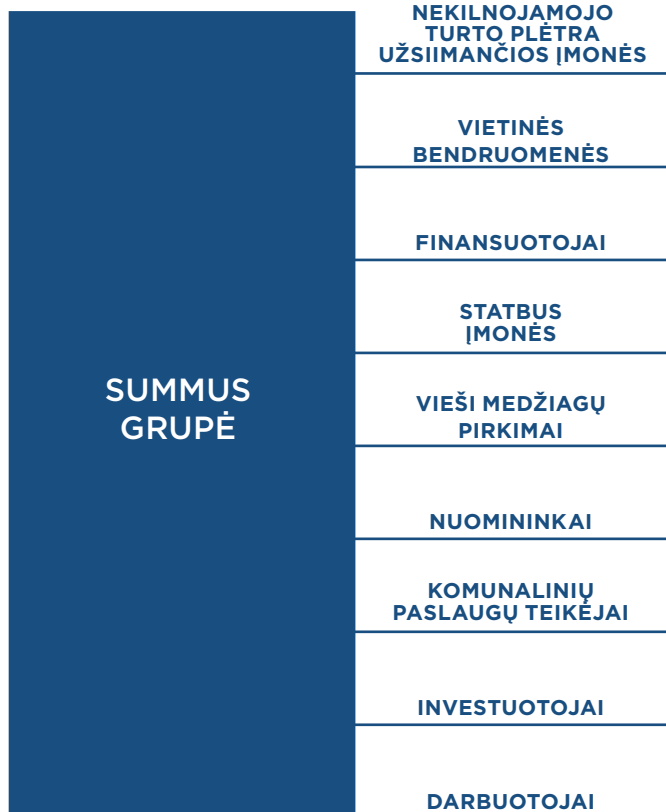 NEKILNOJAMOJO
TURTO PLĖTRA
UŽSIIMANČIOS ĮMONĖS
VIETINĖS
BENDRUOMENĖS
FINANSUOTOJAI
STATBUS
ĮMONĖS
SUMMUS
GRUPĖ
VIEŠI MEDŽIAGŲ
PIRKIMAI
NUOMININKAI
KOMUNALINIŲ
PASLAUGŲ TEIKĖJAI
INVESTUOTOJAI
DARBUOTOJAI